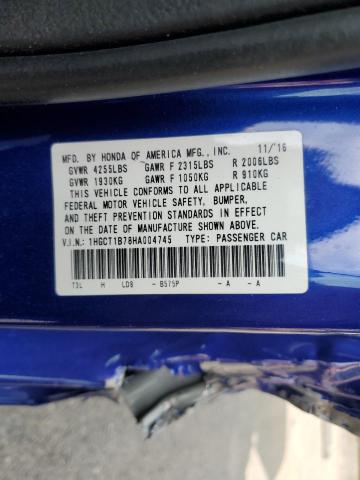 MFD. BY HONDA OF AMERICA MFG., INC. 11/16
GVWR 4255LBS GAWR F 2315LBS R 2006LBS
GVWR 1930KG GAWR F 1050KG R 910KG
THIS VEHICLE CONFORMS TO ALL APPLICABLE
FEDERAL MOTOR VEHICLE SAFETY, BUMPER,
AND THEFT PREVENTION STANDARDS IN EFFECT
ON THE DATE OF MANUFACTURE SHOWN ABOVE.
V.I.N.: 1HGCT1B78HA004745 TYPE: PASSENGER CAR
T3L H LD8 - B575P - A - A